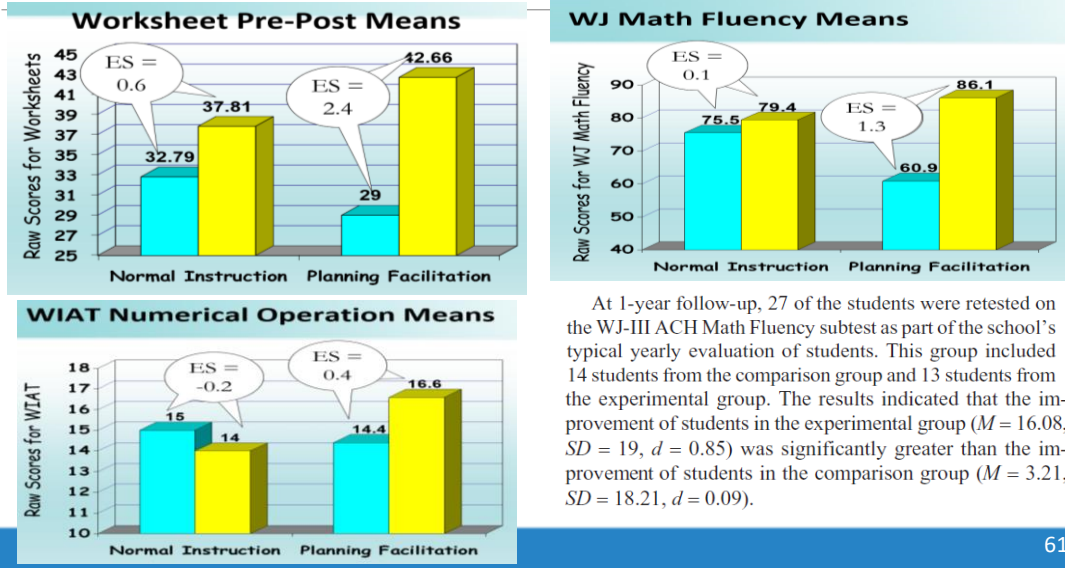 Worksheet Pre-Post Means
Raw Scores for Worksheets
45
43
41
39
37
35
33
31
29
27
25
ES =
0.6
32.79
37.81
ES =
2.4
29
42.66
Normal Instruction Planning Facilitation
WJ Math Fluency Means
Raw Scores for WJ Math Fluency
90
80
70
60
50
40
ES =
0.1
75.5
79.4
ES =
1.3
60.9
86.1
Normal Instruction Planning Facilitation
WIAT Numerical Operation Means
Raw Scores for WIAT
18
17
16
15
14
13
12
11
10
ES =
-0.2
15
14
ES =
0.4
14.4
16.6
Normal Instruction Planning Facilitation
At 1-year follow-up, 27 of the students were retested on
the WJ-III ACH Math Fluency subtest as part of the school’s
typical yearly evaluation of students. This group included
14 students from the comparison group and 13 students from
the experimental group. The results indicated that the im-
provement of students in the experimental group (M = 16.08,
SD = 19, d = 0.85) was significantly greater than the im-
provement of students in the comparison group (M = 3.21,
SD = 18.21, d = 0.09).
61